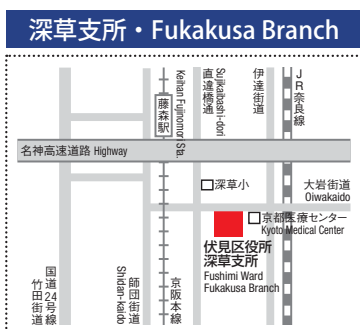 深草支所・Fukakusa Branch
藤森駅
Keihan Fujinomori Sta.
直違橋通
Sujikaibashi-dori
伊達街道
JR奈良線
名神高速道路 Highway
深草小
大岩街道
Oiwakaido
京都医療センター
Kyoto Medical Center
伏見区役所
深草支所
Fushimi Ward
Fukakusa Branch
国道24号線
竹田街道
Shidan-kaido
師団街道
京阪本線